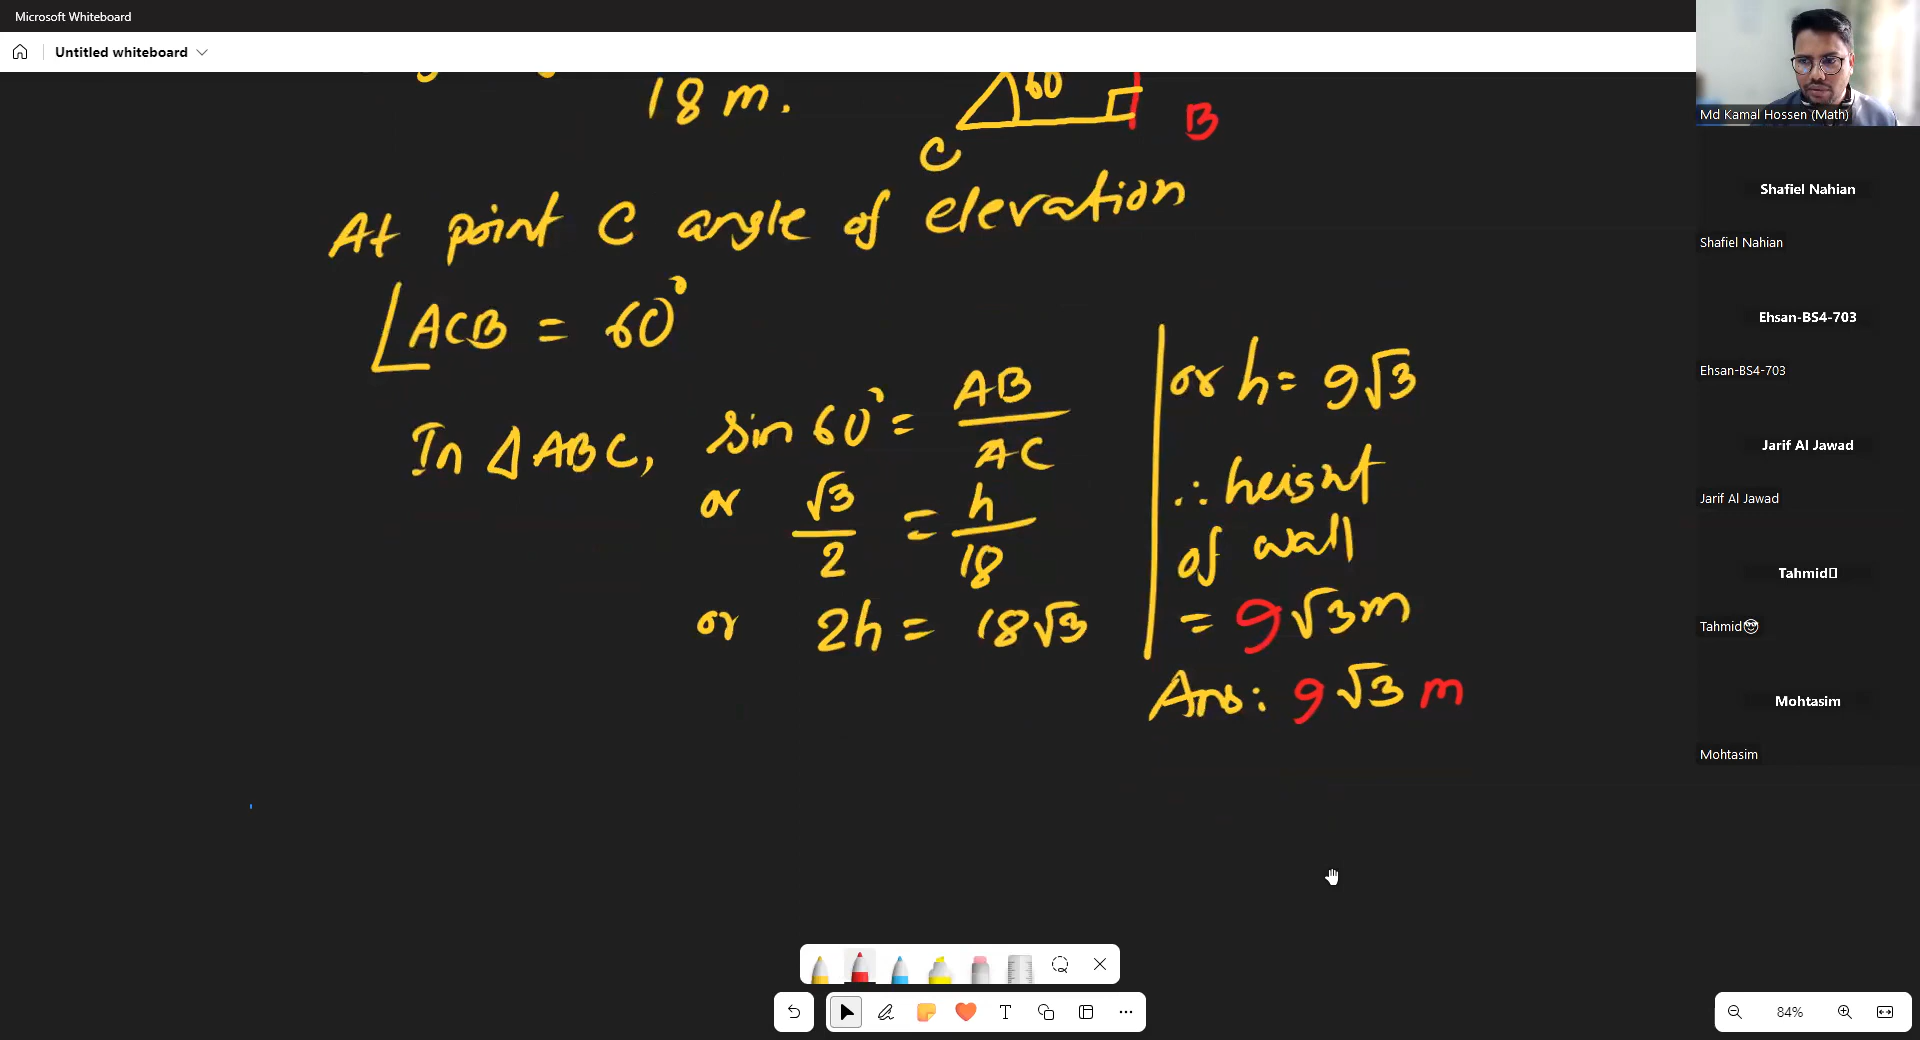 Microsoft Whiteboard
Untitled whiteboard
18 m.
60
B
C
At point C angle of elevation
∠ACB = 60°
In ΔABC, sin 60° = AB/AC
or √3/2 = h/18
or 2h = 18√3
or h = 9√3
∴ height
of wall
= 9√3 m
Ans: 9√3 m
Md Kamal Hossen (Math)
Shafiel Nahian
Shafiel Nahian
Ehsan-BS4-703
Ehsan-BS4-703
Jarif Al Jawad
Jarif Al Jawad
Tahmid▯
Tahmid😎
Mohtasim
Mohtasim
84%